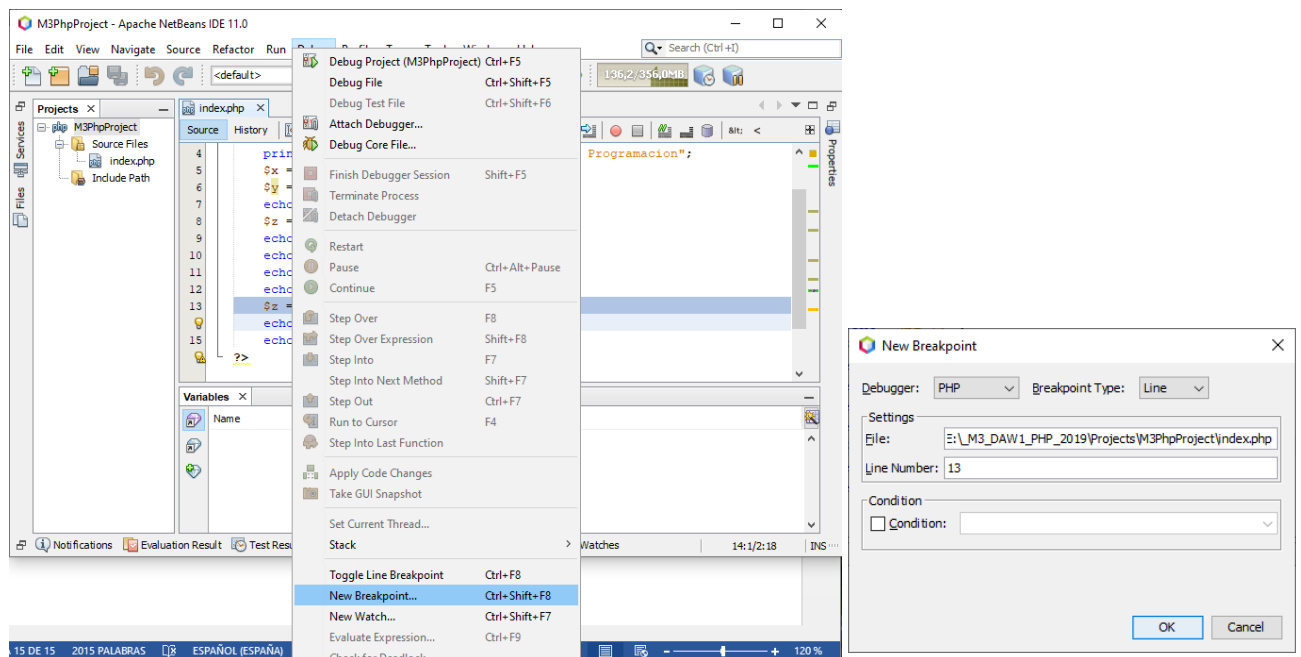 M3PhpProject - Apache NetBeans IDE 11.0
File Edit View Navigate Source Refactor Run
Search (Ctrl+I)
<default>
136,2/356,0MB
Projects
index.php
Services
Files
M3PhpProject
Source Files
index.php
Include Path
Source History
&lt; <
Properties
4 prin Programacion";
5 $x =
6 $y =
7 echo
8 $z =
9 echo
10 echo
11 echo
12 echo
13 $z =
echo
15 echo
?>
Variables
Name
Debug Project (M3PhpProject) Ctrl+F5
Debug File Ctrl+Shift+F5
Debug Test File Ctrl+Shift+F6
Attach Debugger...
Debug Core File...
Finish Debugger Session Shift+F5
Terminate Process
Detach Debugger
Restart
Pause Ctrl+Alt+Pause
Continue F5
Step Over F8
Step Over Expression Shift+F8
Step Into F7
Step Into Next Method Shift+F7
Step Out Ctrl+F7
Run to Cursor F4
Step Into Last Function
Apply Code Changes
Take GUI Snapshot
Set Current Thread...
Stack
Toggle Line Breakpoint Ctrl+F8
New Breakpoint... Ctrl+Shift+F8
New Watch... Ctrl+Shift+F7
Evaluate Expression... Ctrl+F9
Notifications Evaluation Result Test Resu Watches 14:1/2:18 INS
15 DE 15 2015 PALABRAS ESPAÑOL (ESPAÑA) 120 %
New Breakpoint
Debugger: PHP Breakpoint Type: Line
Settings
File: E:\_M3_DAW1_PHP_2019\Projects\M3PhpProject\index.php
Line Number: 13
Condition
Condition:
OK Cancel